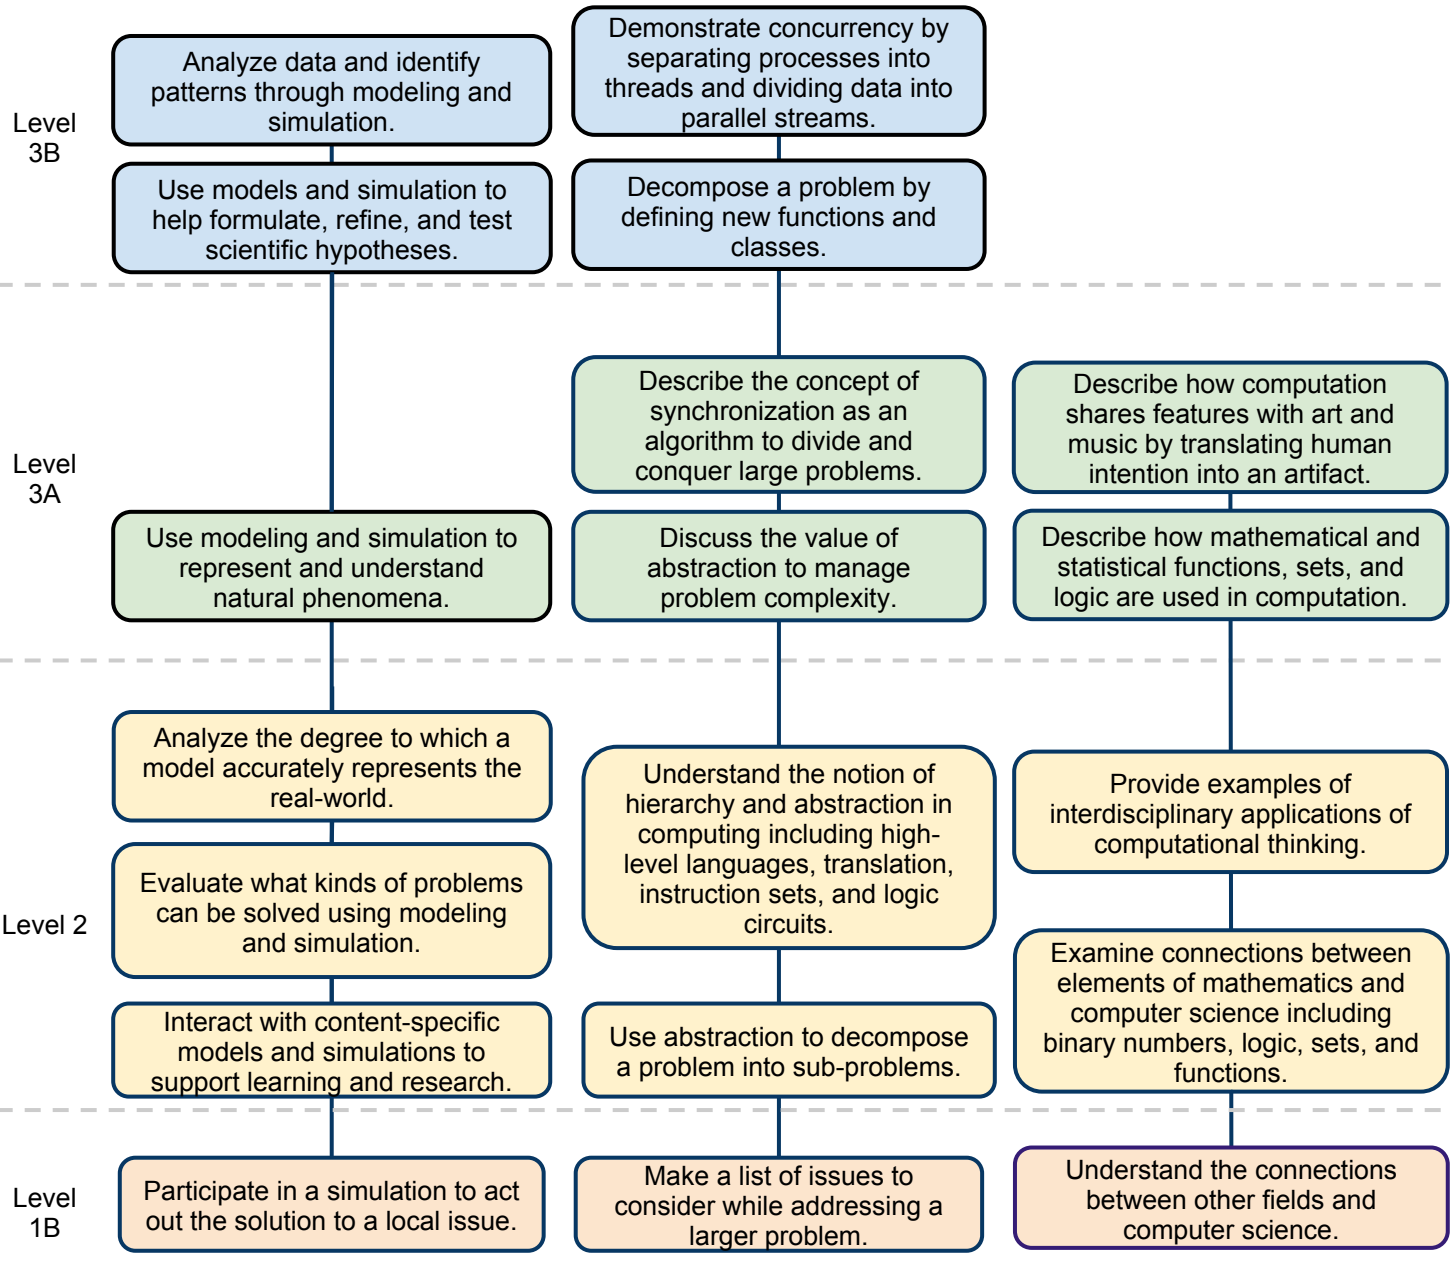 Level
3B
Analyze data and identify
patterns through modeling and
simulation.
Demonstrate concurrency by
separating processes into
threads and dividing data into
parallel streams.
Use models and simulation to
help formulate, refine, and test
scientific hypotheses.
Decompose a problem by
defining new functions and
classes.
Level
3A
Describe the concept of
synchronization as an
algorithm to divide and
conquer large problems.
Describe how computation
shares features with art and
music by translating human
intention into an artifact.
Use modeling and simulation to
represent and understand
natural phenomena.
Discuss the value of
abstraction to manage
problem complexity.
Describe how mathematical and
statistical functions, sets, and
logic are used in computation.
Level 2
Analyze the degree to which a
model accurately represents the
real-world.
Understand the notion of
hierarchy and abstraction in
computing including high-
level languages, translation,
instruction sets, and logic
circuits.
Provide examples of
interdisciplinary applications of
computational thinking.
Evaluate what kinds of problems
can be solved using modeling
and simulation.
Examine connections between
elements of mathematics and
computer science including
binary numbers, logic, sets, and
functions.
Interact with content-specific
models and simulations to
support learning and research.
Use abstraction to decompose
a problem into sub-problems.
Level
1B
Participate in a simulation to act
out the solution to a local issue.
Make a list of issues to
consider while addressing a
larger problem.
Understand the connections
between other fields and
computer science.